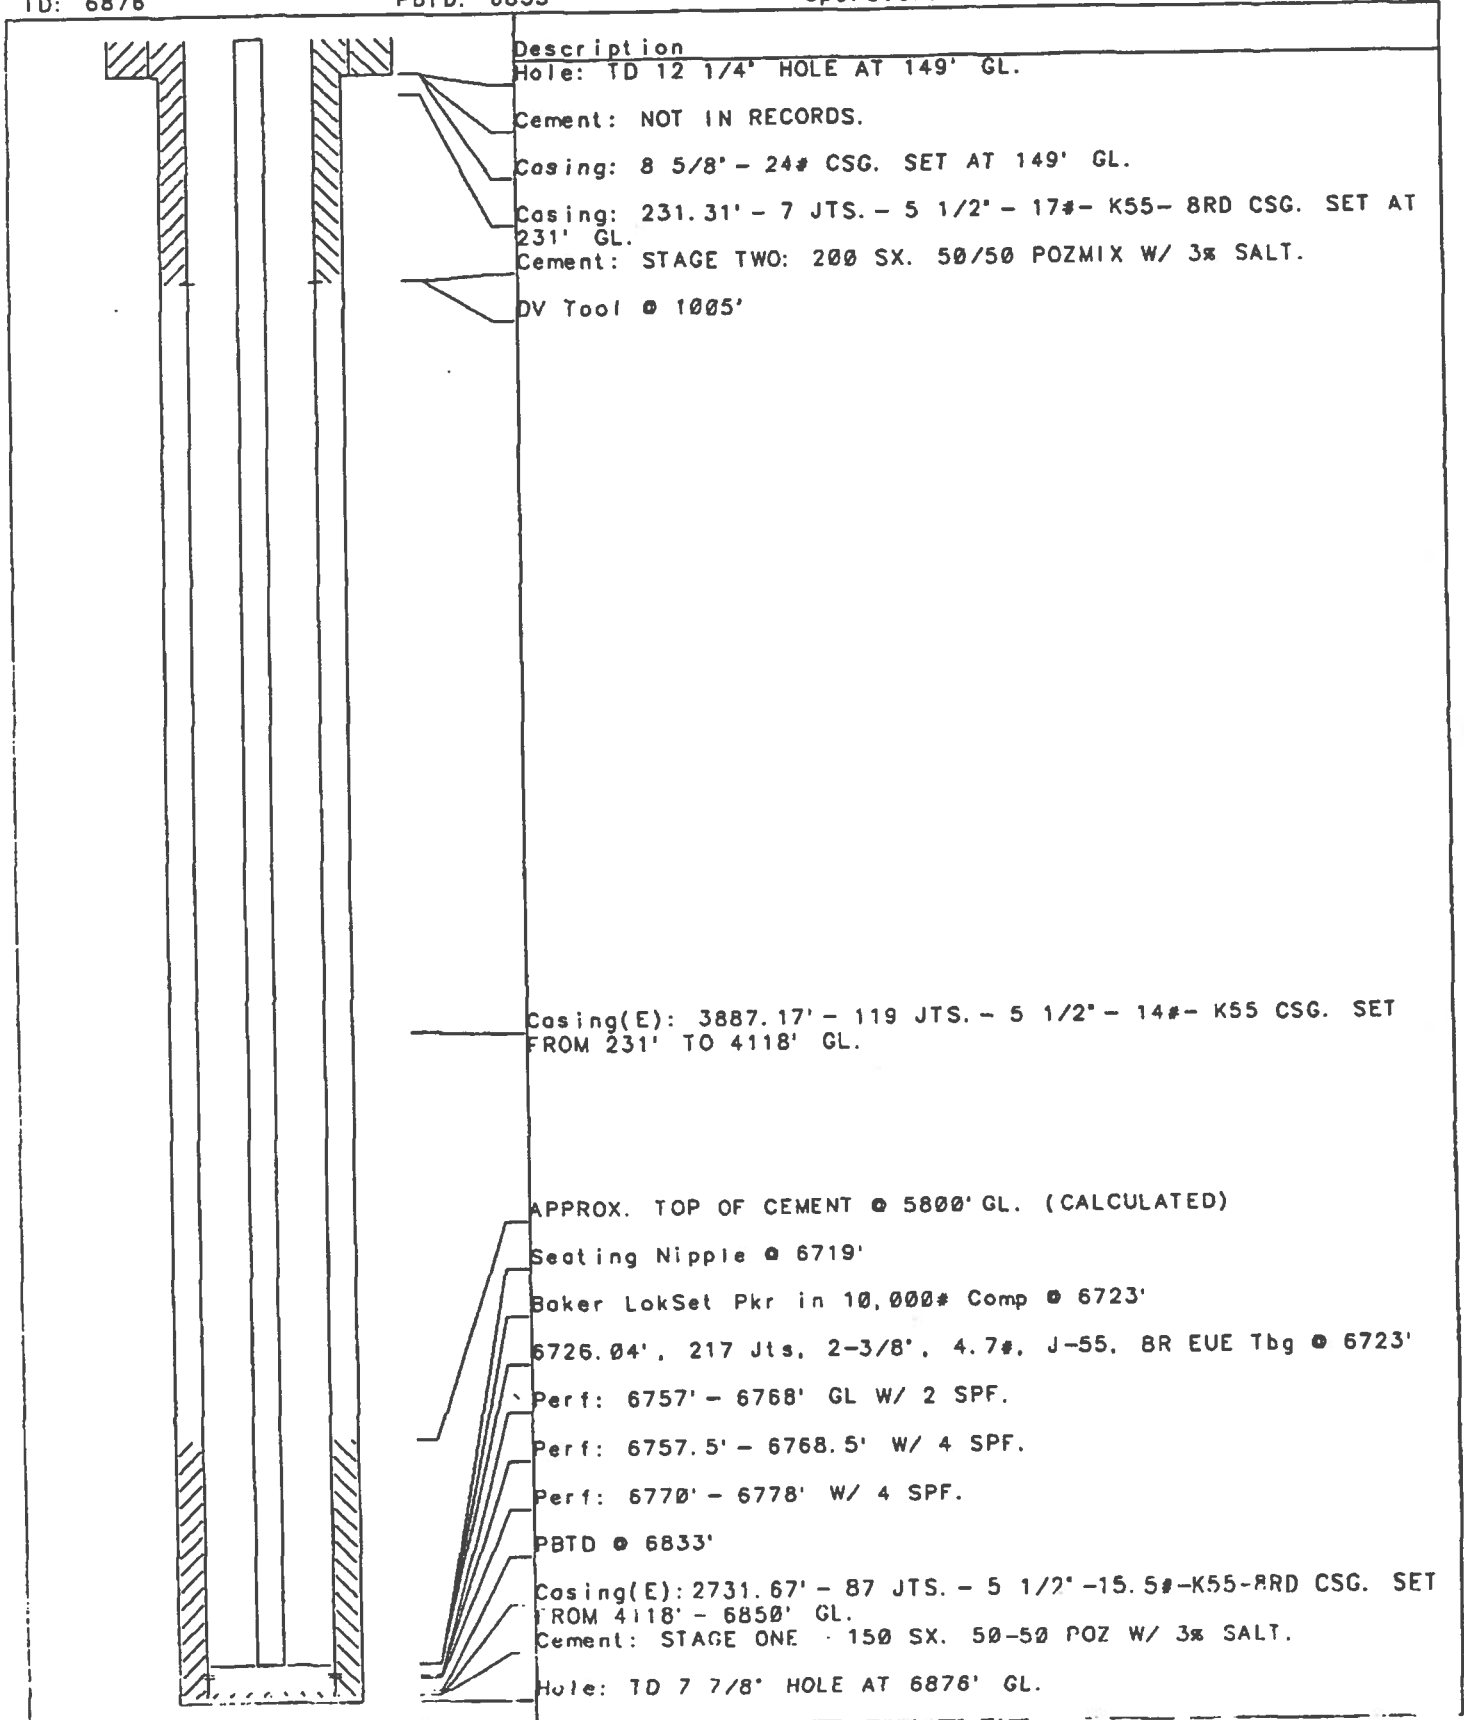 TD: 6876
Description
Hole: TD 12 1/4" HOLE AT 149' GL.
Cement: NOT IN RECORDS.
Casing: 8 5/8" - 24# CSG. SET AT 149' GL.
Casing: 231.31' - 7 JTS. - 5 1/2" - 17# - K55 - 8RD CSG. SET AT
231' GL.
Cement: STAGE TWO: 200 SX. 50/50 POZMIX W/ 3% SALT.
DV Tool @ 1005'
Casing(E): 3887.17' - 119 JTS. - 5 1/2" - 14# - K55 CSG. SET
FROM 231' TO 4118' GL.
APPROX. TOP OF CEMENT @ 5800' GL. (CALCULATED)
Seating Nipple @ 6719'
Baker LokSet Pkr in 10,000# Comp @ 6723'
6726.04', 217 Jts, 2-3/8", 4.7#, J-55, 8R EUE Tbg @ 6723'
Perf: 6757' - 6768' GL W/ 2 SPF.
Perf: 6757.5' - 6768.5' W/ 4 SPF.
Perf: 6770' - 6778' W/ 4 SPF.
PBTD @ 6833'
Casing(E): 2731.67' - 87 JTS. - 5 1/2" -15.5#-K55-8RD CSG. SET
FROM 4118' - 6850' GL.
Cement: STAGE ONE - 150 SX. 50-50 POZ W/ 3% SALT.
Hole: TD 7 7/8" HOLE AT 6876' GL.